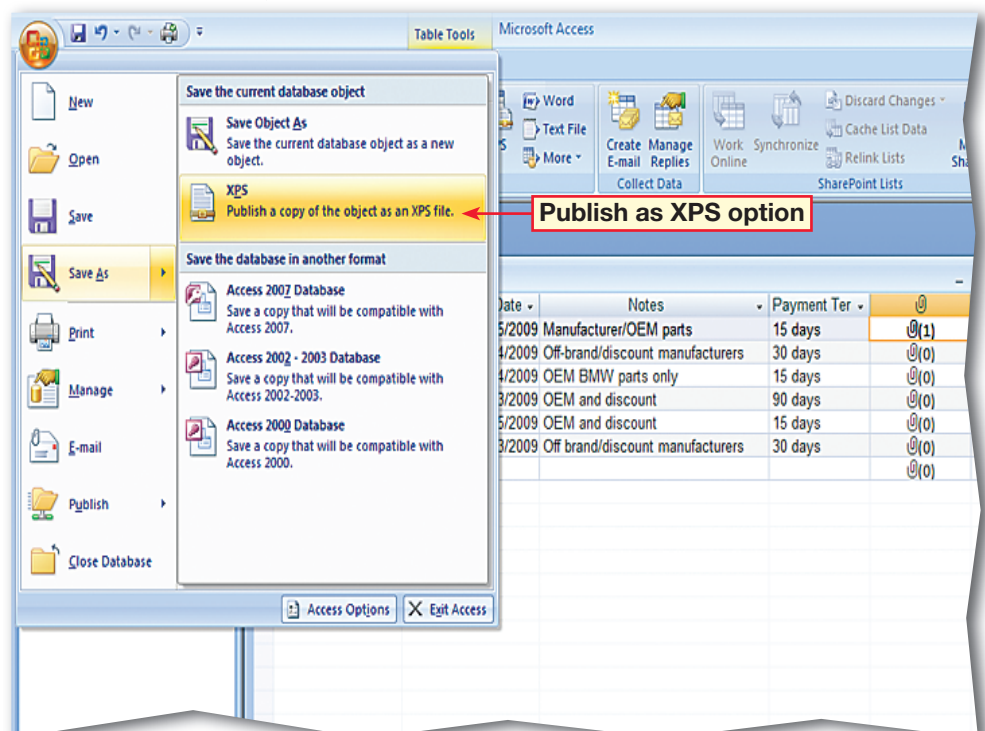 Table Tools
Microsoft Access
New
Open
Save
Save As
Print
Manage
E-mail
Publish
Close Database
Save the current database object
Save Object As
Save the current database object as a new
object.
XPS
Publish a copy of the object as an XPS file.
Save the database in another format
Access 2007 Database
Save a copy that will be compatible with
Access 2007.
Access 2002 - 2003 Database
Save a copy that will be compatible with
Access 2002-2003.
Access 2000 Database
Save a copy that will be compatible with
Access 2000.
Access Options
Exit Access
Publish as XPS option
Word
Text File
More
Create
E-mail
Manage
Replies
Collect Data
Work
Online
Synchronize
Discard Changes
Cache List Data
Relink Lists
SharePoint Lists
Date Notes Payment Ter
5/2009 Manufacturer/OEM parts 15 days (1)
4/2009 Off-brand/discount manufacturers 30 days (0)
4/2009 OEM BMW parts only 15 days (0)
3/2009 OEM and discount 90 days (0)
5/2009 OEM and discount 15 days (0)
3/2009 Off brand/discount manufacturers 30 days (0)
(0)